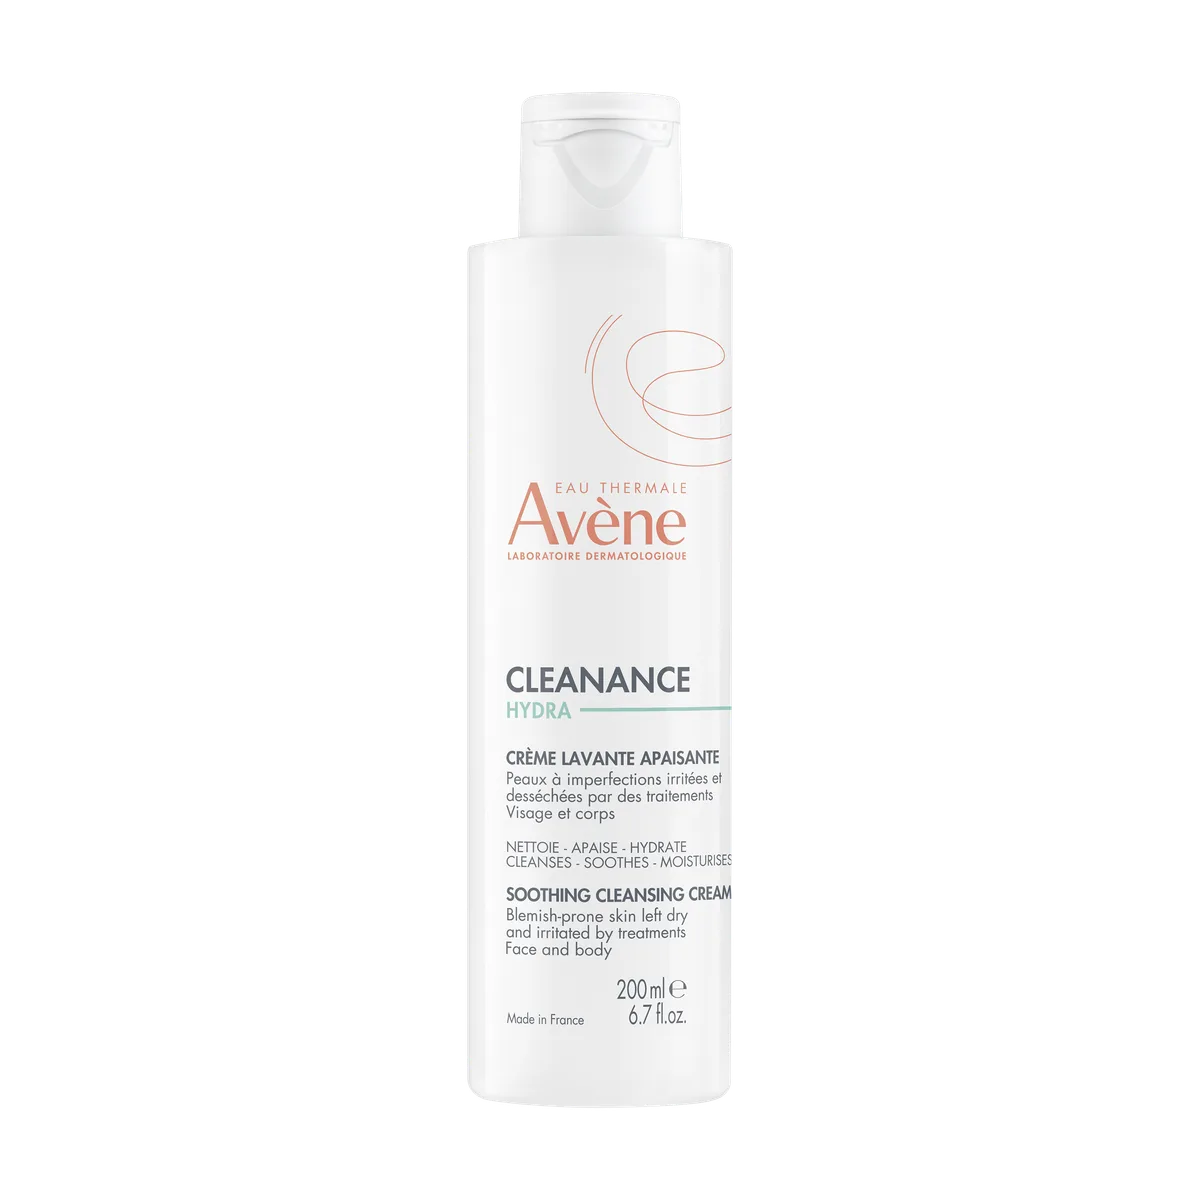 EAU THERMALE
Avène
LABORATOIRE DERMATOLOGIQUE
CLEANANCE
HYDRA
CRÈME LAVANTE APAISANTE
Peaux à imperfections irritées et
desséchées par des traitements
Visage et corps
NETTOIE - APAISE - HYDRATE
CLEANSES - SOOTHES - MOISTURISES
SOOTHING CLEANSING CREAM
Blemish-prone skin left dry
and irritated by treatments
Face and body
200 ml ℮
6.7 fl.oz.
Made in France